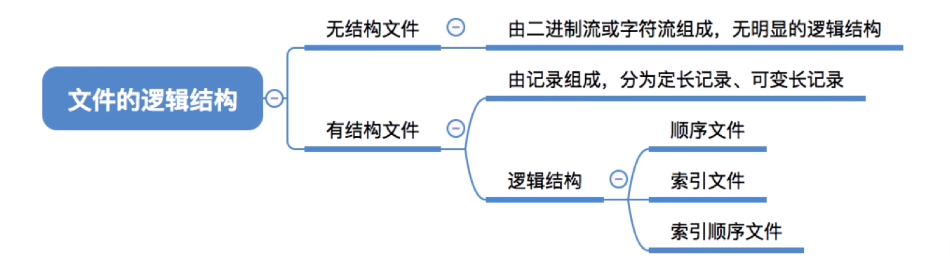 文件的逻辑结构
无结构文件
由二进制流或字符流组成，无明显的逻辑结构
有结构文件
由记录组成，分为定长记录、可变长记录
逻辑结构
顺序文件
索引文件
索引顺序文件